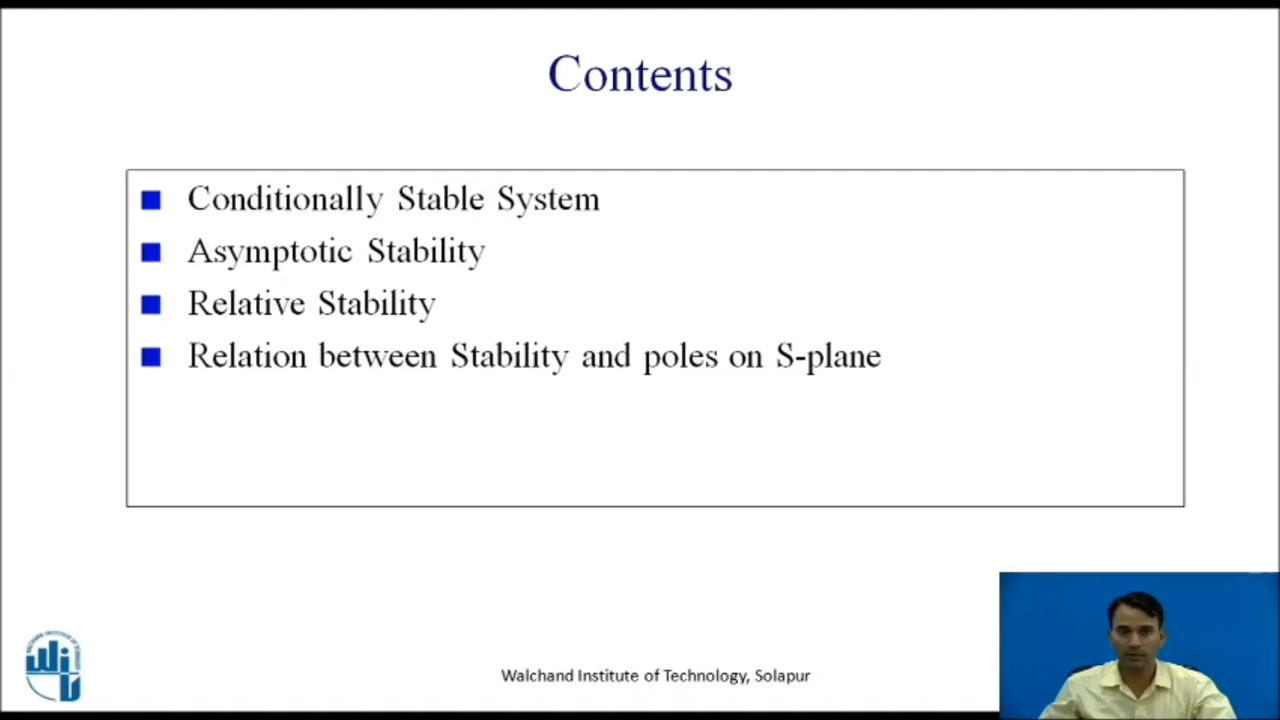 Contents
Conditionally Stable System
Asymptotic Stability
Relative Stability
Relation between Stability and poles on S-plane
Walchand Institute of Technology, Solapur